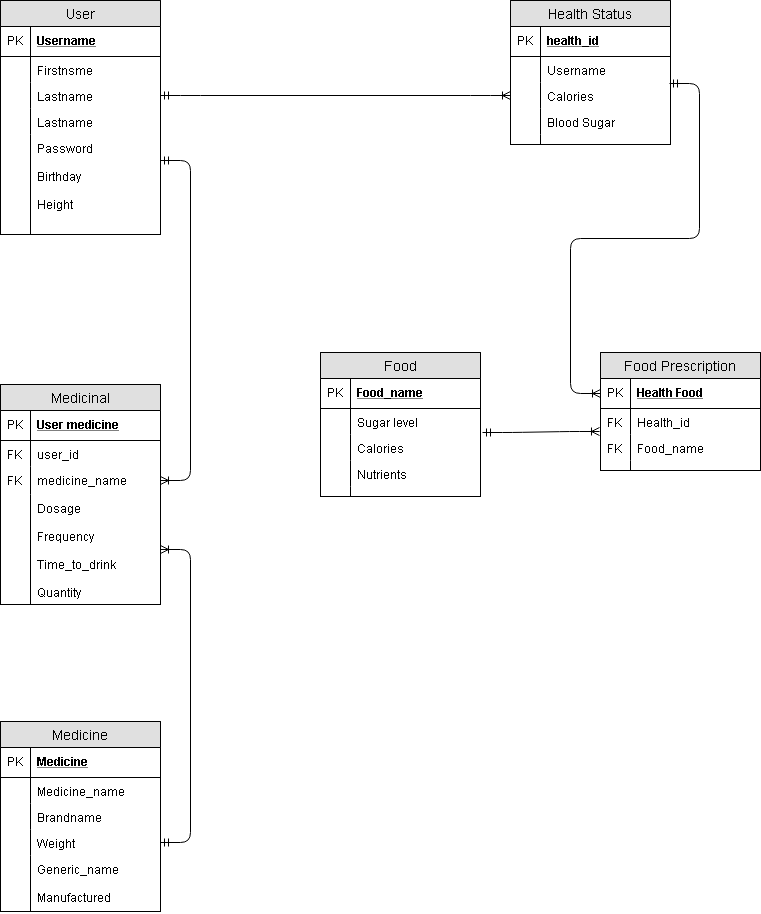 User
PK Username
Firstnsme
Lastname
Lastname
Password
Birthday
Height
Health Status
PK health_id
Username
Calories
Blood Sugar
Food
PK Food_name
Sugar level
Calories
Nutrients
Food Prescription
PK Health Food
FK Health_id
FK Food_name
Medicinal
PK User medicine
FK user_id
FK medicine_name
Dosage
Frequency
Time_to_drink
Quantity
Medicine
PK Medicine
Medicine_name
Brandname
Weight
Generic_name
Manufactured